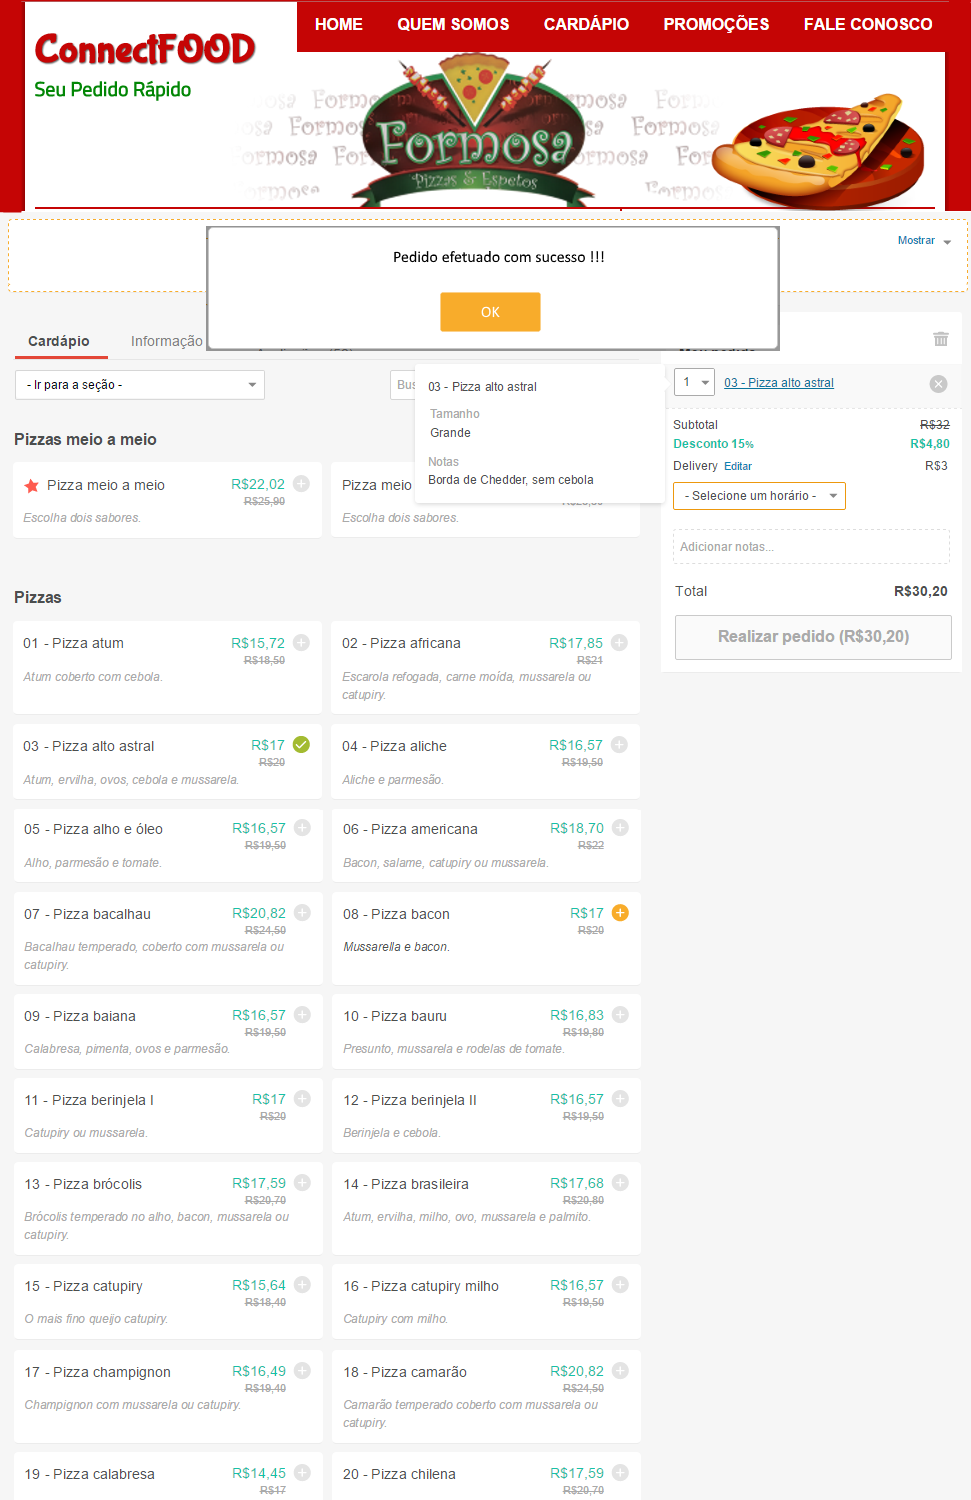 HOME QUEM SOMOS CARDÁPIO PROMOÇÕES FALE CONOSCO
ConnectFOOD
Seu Pedido Rápido
Formosa
Pizzas & Espetos
Mostrar
Pedido efetuado com sucesso !!!
OK
Cardápio Informação
- Ir para a seção -
Bus
03 - Pizza alto astral
Tamanho
Grande
Notas
Borda de Chedder, sem cebola
1 03 - Pizza alto astral
Subtotal R$32
Desconto 15% R$4,80
Delivery Editar R$3
- Selecione um horário -
Adicionar notas...
Total R$30,20
Realizar pedido (R$30,20)
Pizzas meio a meio
Pizza meio a meio R$22,02
R$25,90
Escolha dois sabores.
Pizza meio
Escolha dois sabores.
Pizzas
01 - Pizza atum R$15,72
R$18,50
Atum coberto com cebola.
02 - Pizza africana R$17,85
R$21
Escarola refogada, carne moída, mussarela ou
catupiry.
03 - Pizza alto astral R$17
R$20
Atum, ervilha, ovos, cebola e mussarela.
04 - Pizza aliche R$16,57
R$19,50
Aliche e parmesão.
05 - Pizza alho e óleo R$16,57
R$19,50
Alho, parmesão e tomate.
06 - Pizza americana R$18,70
R$22
Bacon, salame, catupiry ou mussarela.
07 - Pizza bacalhau R$20,82
R$24,50
Bacalhau temperado, coberto com mussarela ou
catupiry.
08 - Pizza bacon R$17
R$20
Mussarella e bacon.
09 - Pizza baiana R$16,57
R$19,50
Calabresa, pimenta, ovos e parmesão.
10 - Pizza bauru R$16,83
R$19,80
Presunto, mussarela e rodelas de tomate.
11 - Pizza berinjela I R$17
R$20
Catupiry ou mussarela.
12 - Pizza berinjela II R$16,57
R$19,50
Berinjela e cebola.
13 - Pizza brócolis R$17,59
R$20,70
Brócolis temperado no alho, bacon, mussarela ou
catupiry.
14 - Pizza brasileira R$17,68
R$20,80
Atum, ervilha, milho, ovo, mussarela e palmito.
15 - Pizza catupiry R$15,64
R$18,40
O mais fino queijo catupiry.
16 - Pizza catupiry milho R$16,57
R$19,50
Catupiry com milho.
17 - Pizza champignon R$16,49
R$19,40
Champignon com mussarela ou catupiry.
18 - Pizza camarão R$20,82
R$24,50
Camarão temperado coberto com mussarela ou
catupiry.
19 - Pizza calabresa R$14,45
R$17
20 - Pizza chilena R$17,59
R$20,70